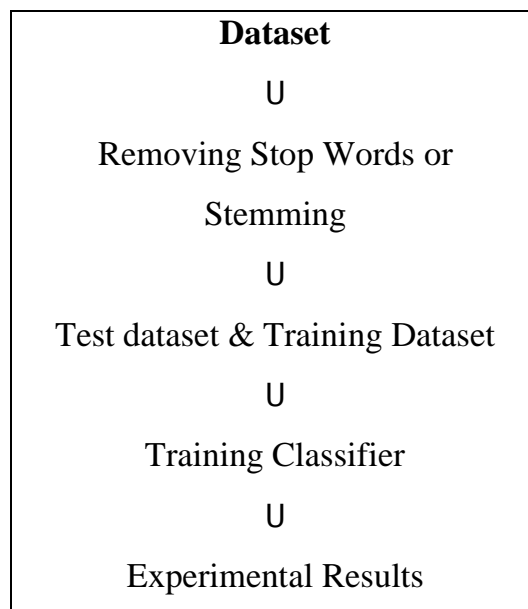 Dataset
U
Removing Stop Words or
Stemming
U
Test dataset & Training Dataset
U
Training Classifier
U
Experimental Results